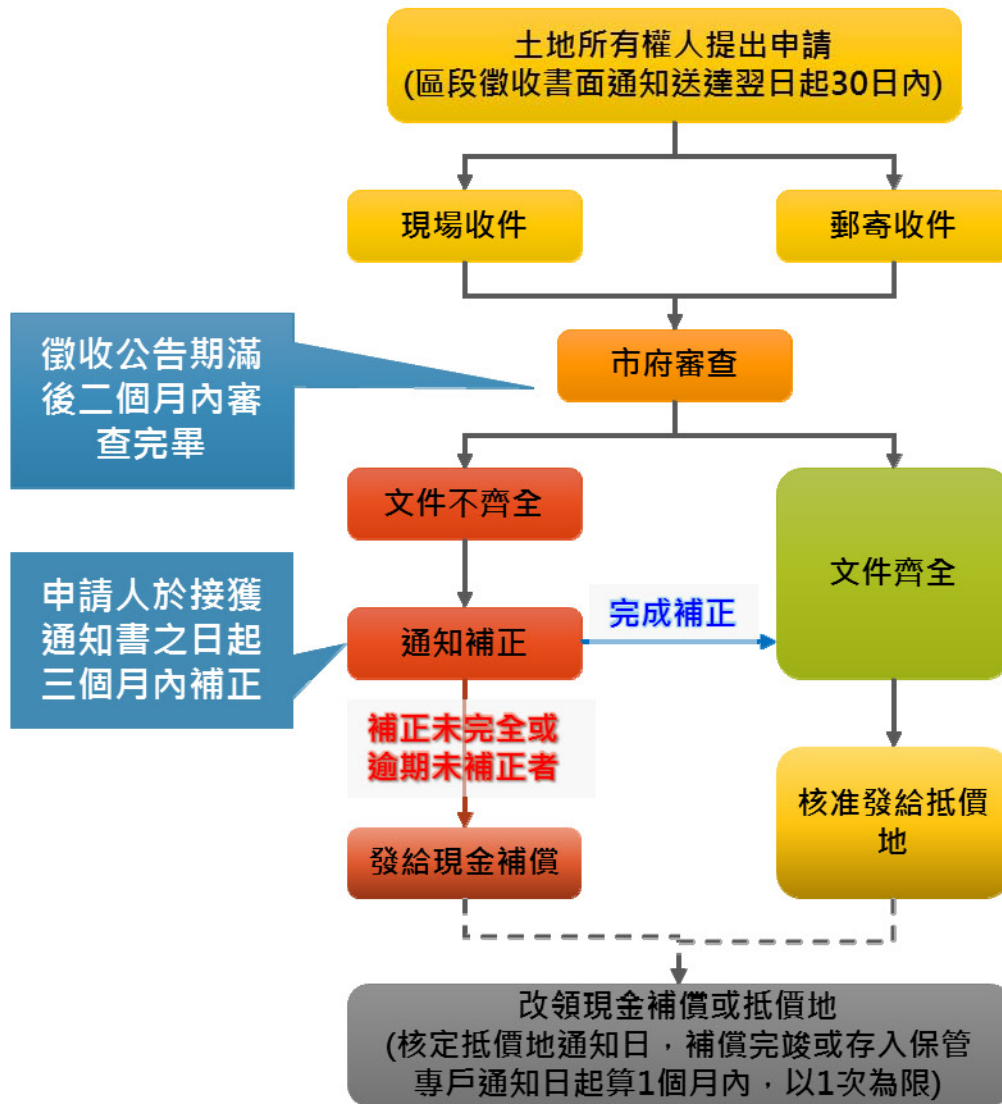 土地所有權人提出申請
(區段徵收書面通知送達翌日起30日內)
現場收件
郵寄收件
市府審查
徵收公告期滿
後二個月內審
查完畢
文件不齊全
文件齊全
申請人於接獲
通知書之日起
三個月內補正
通知補正
完成補正
補正未完全或
逾期未補正者
發給現金補償
核准發給抵價
地
改領現金補償或抵價地
(核定抵價地通知日，補償完竣或存入保管
專戶通知日起算1個月內，以1次為限)